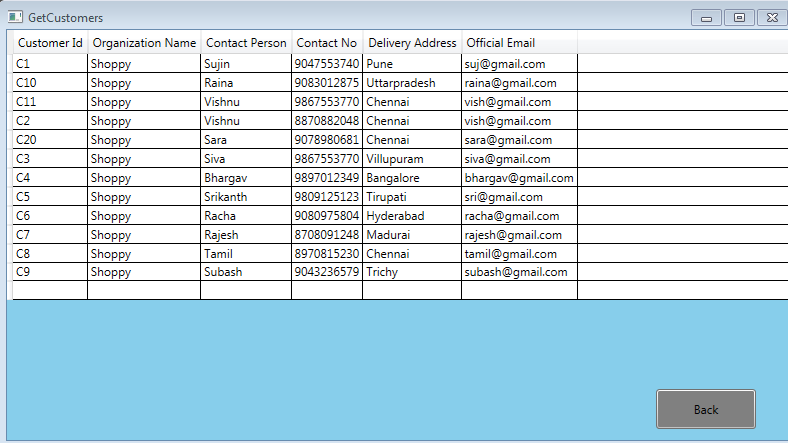 GetCustomers
Customer Id Organization Name Contact Person Contact No Delivery Address Official Email
C1 Shoppy Sujin 9047553740 Pune suj@gmail.com
C10 Shoppy Raina 9083012875 Uttarpradesh raina@gmail.com
C11 Shoppy Vishnu 9867553770 Chennai vish@gmail.com
C2 Shoppy Vishnu 8870882048 Chennai vish@gmail.com
C20 Shoppy Sara 9078980681 Chennai sara@gmail.com
C3 Shoppy Siva 9867553770 Villupuram siva@gmail.com
C4 Shoppy Bhargav 9897012349 Bangalore bhargav@gmail.com
C5 Shoppy Srikanth 9809125123 Tirupati sri@gmail.com
C6 Shoppy Racha 9080975804 Hyderabad racha@gmail.com
C7 Shoppy Rajesh 8708091248 Madurai rajesh@gmail.com
C8 Shoppy Tamil 8970815230 Chennai tamil@gmail.com
C9 Shoppy Subash 9043236579 Trichy subash@gmail.com
Back